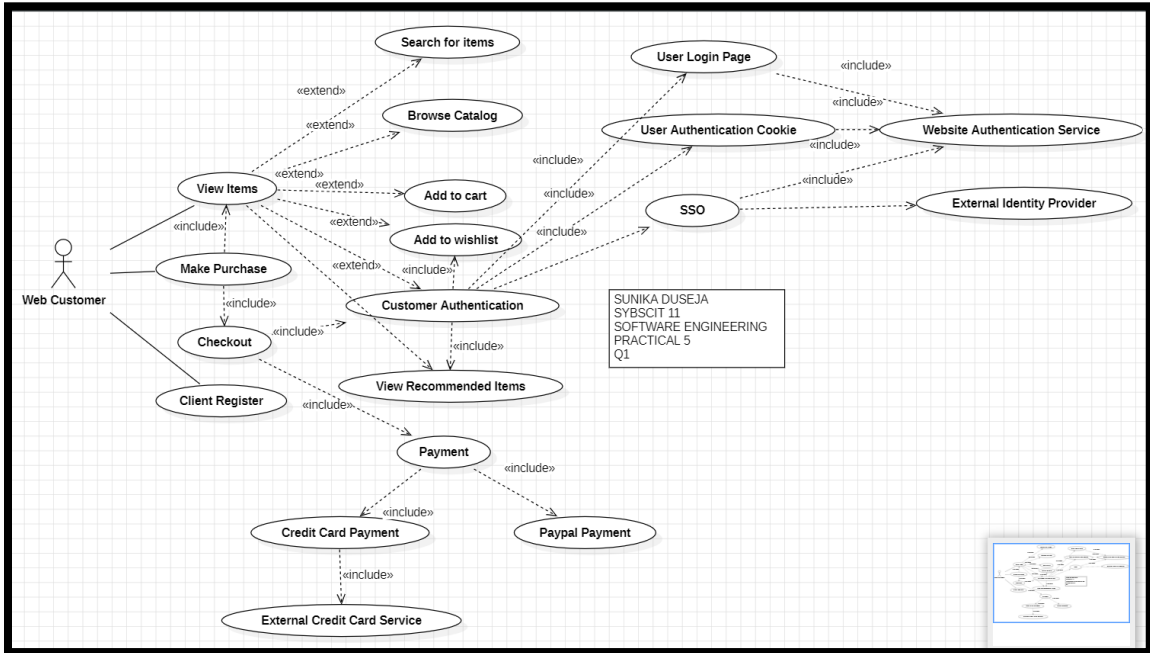 Search for items
User Login Page
«include»
«extend»
«include»
Browse Catalog
«extend»
User Authentication Cookie
Website Authentication Service
«include»
«include»
«extend»
«include»
View Items
«extend»
Add to cart
«include»
SSO
External Identity Provider
«include»
«extend»
«include»
Add to wishlist
Web Customer
Make Purchase
«extend»
«include»
«include»
Customer Authentication
SUNIKA DUSEJA
SYBSCIT 11
SOFTWARE ENGINEERING
PRACTICAL 5
Q1
«include»
Checkout
«include»
View Recommended Items
Client Register
«include»
Payment
«include»
«include»
Credit Card Payment
Paypal Payment
«include»
External Credit Card Service